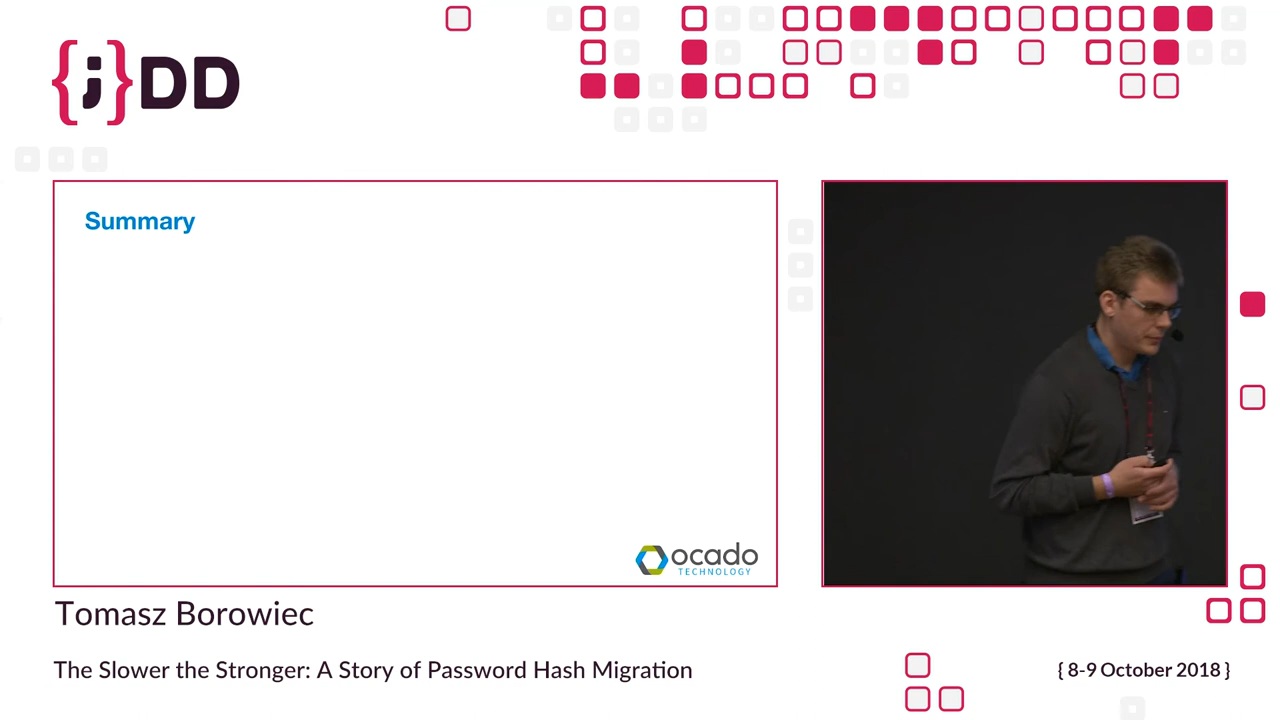 {;}DD
Summary
ocado
TECHNOLOGY
Tomasz Borowiec
The Slower the Stronger: A Story of Password Hash Migration
{ 8-9 October 2018 }